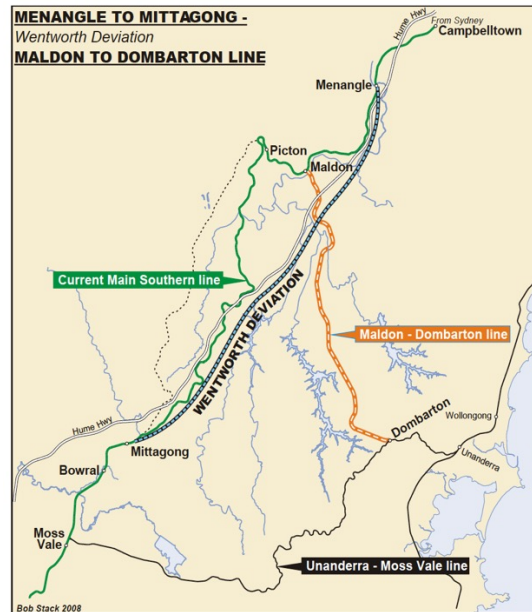 MENANGLE TO MITTAGONG -
Wentworth Deviation
MALDON TO DOMBARTON LINE
Hume Hwy
From Sydney
Campbelltown
Menangle
Picton
Maldon
Current Main Southern line
WENTWORTH DEVIATION
Maldon - Dombarton line
Dombarton
Wollongong
Hume Hwy
Mittagong
Unanderra
Bowral
Moss
Vale
Unanderra - Moss Vale line
Bob Stack 2008